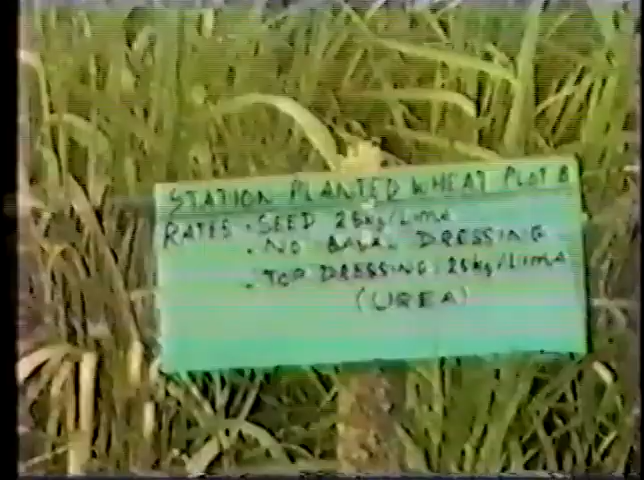 STATION PLANTED WHEAT PLOT B
RATES · SEED 25kg/LIMA
· NO BASAL DRESSING
· TOP DRESSING: 25kg/LIMA
(UREA)